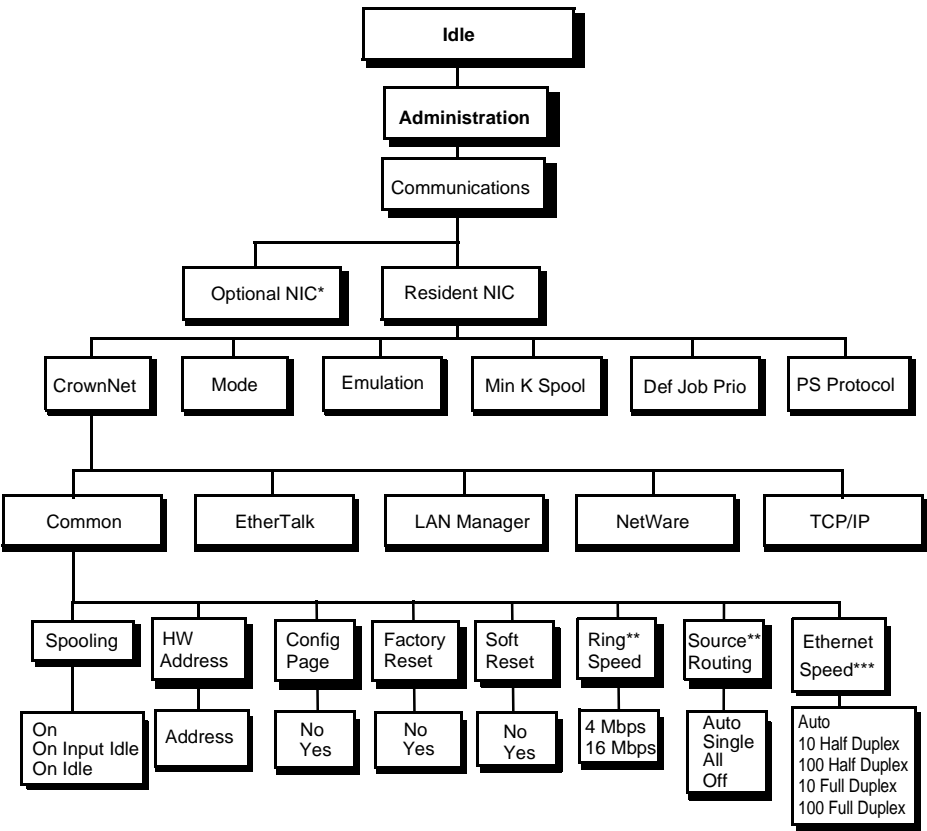 Idle
Administration
Communications
Optional NIC*
Resident NIC
CrownNet
Mode
Emulation
Min K Spool
Def Job Prio
PS Protocol
Common
EtherTalk
LAN Manager
NetWare
TCP/IP
Spooling
HW
Address
Config
Page
Factory
Reset
Soft
Reset
Ring**
Speed
Source**
Routing
Ethernet
Speed***
On
On Input Idle
On Idle
Address
No
Yes
No
Yes
No
Yes
4 Mbps
16 Mbps
Auto
Single
All
Off
Auto
10 Half Duplex
100 Half Duplex
10 Full Duplex
100 Full Duplex